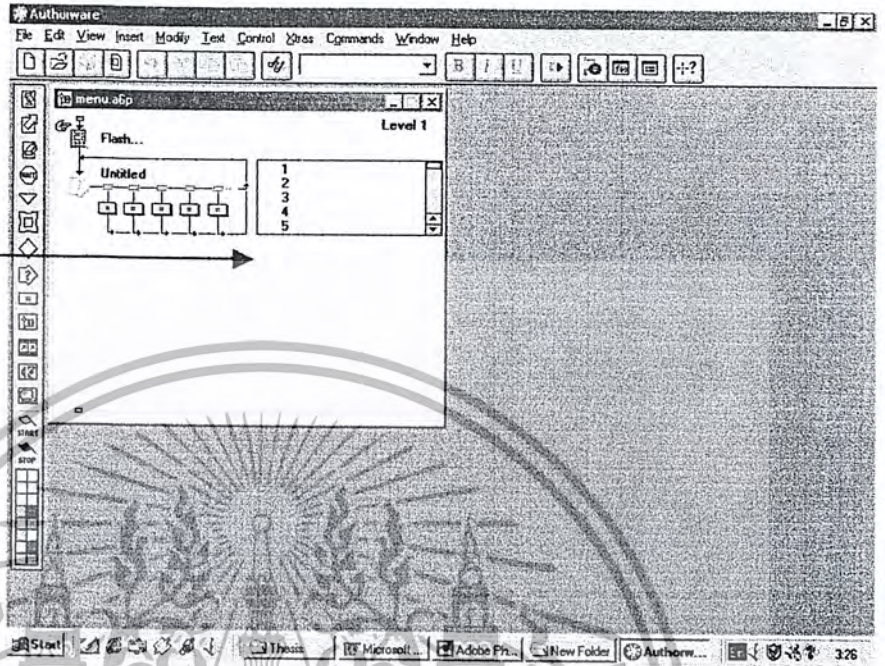 Authorware
File Edit View Insert Modify Text Control Xtras Commands Window Help
B I U
menu.a6p
Level 1
Flash...
Untitled
1
2
3
4
5
WAIT
START
STOP
Start Thesis Microsoft... Adobe Ph... New Folder Authorw... 3:26